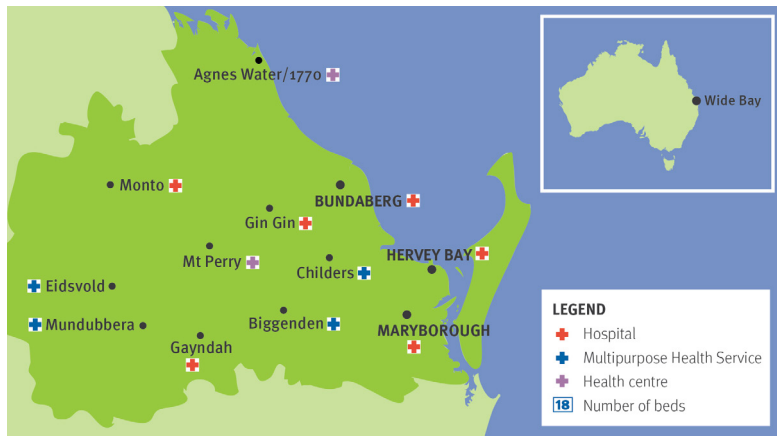 Agnes Water/1770
Wide Bay
Monto
BUNDABERG
Gin Gin
Mt Perry
Childers
HERVEY BAY
Eidsvold
Mundubbera
Biggenden
MARYBOROUGH
Gayndah
LEGEND
Hospital
Multipurpose Health Service
Health centre
18 Number of beds